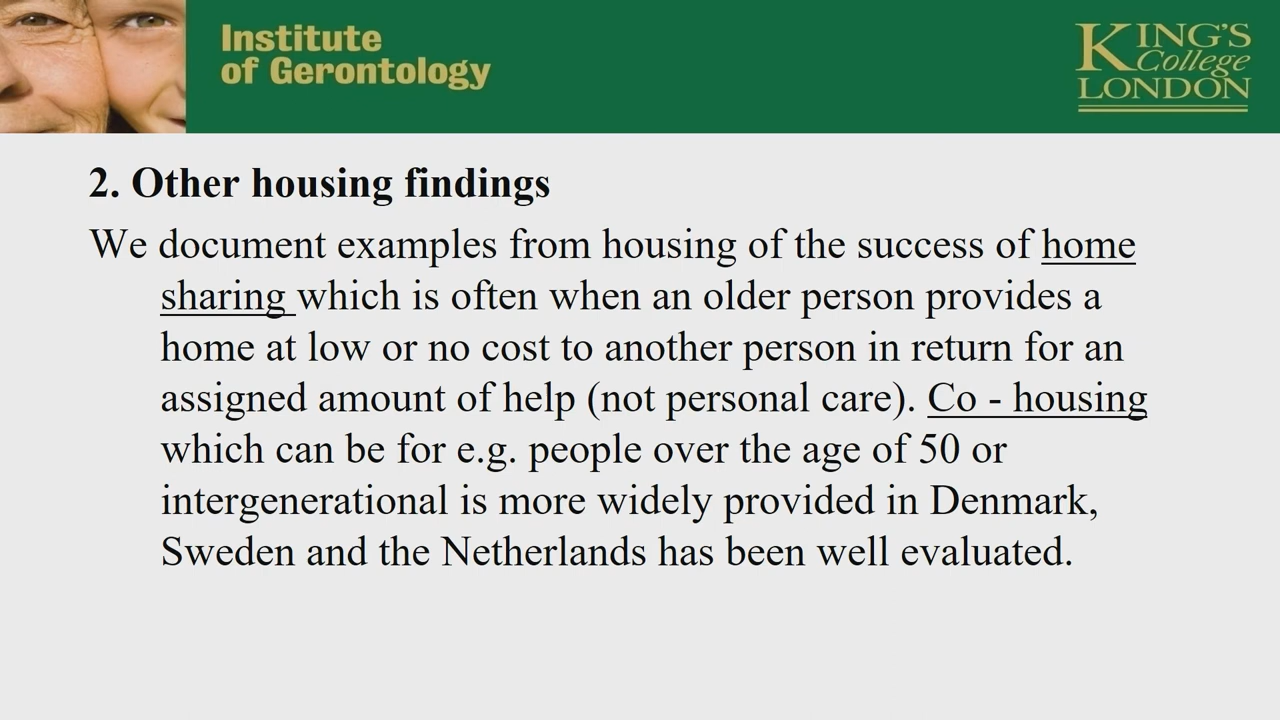 Institute
of Gerontology
KING'S
College
LONDON
2. Other housing findings
We document examples from housing of the success of home
sharing which is often when an older person provides a
home at low or no cost to another person in return for an
assigned amount of help (not personal care). Co - housing
which can be for e.g. people over the age of 50 or
intergenerational is more widely provided in Denmark,
Sweden and the Netherlands has been well evaluated.